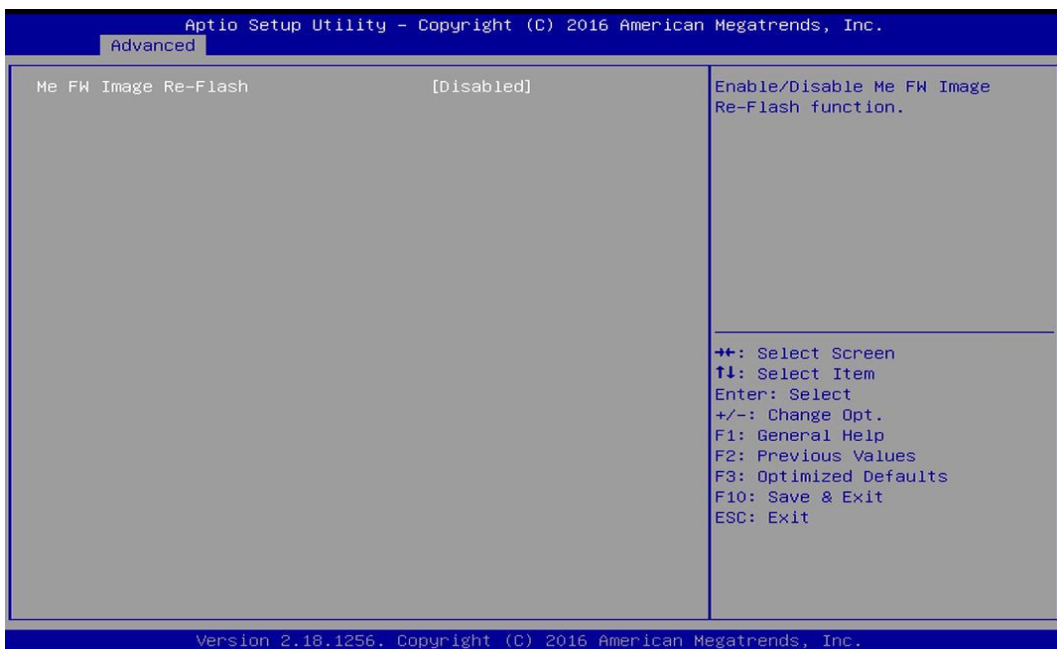 Aptio Setup Utility – Copyright (C) 2016 American Megatrends, Inc.
Advanced
Me FW Image Re-Flash [Disabled]
Enable/Disable Me FW Image
Re-Flash function.
→←: Select Screen
↑↓: Select Item
Enter: Select
+/-: Change Opt.
F1: General Help
F2: Previous Values
F3: Optimized Defaults
F10: Save & Exit
ESC: Exit
Version 2.18.1256. Copyright (C) 2016 American Megatrends, Inc.